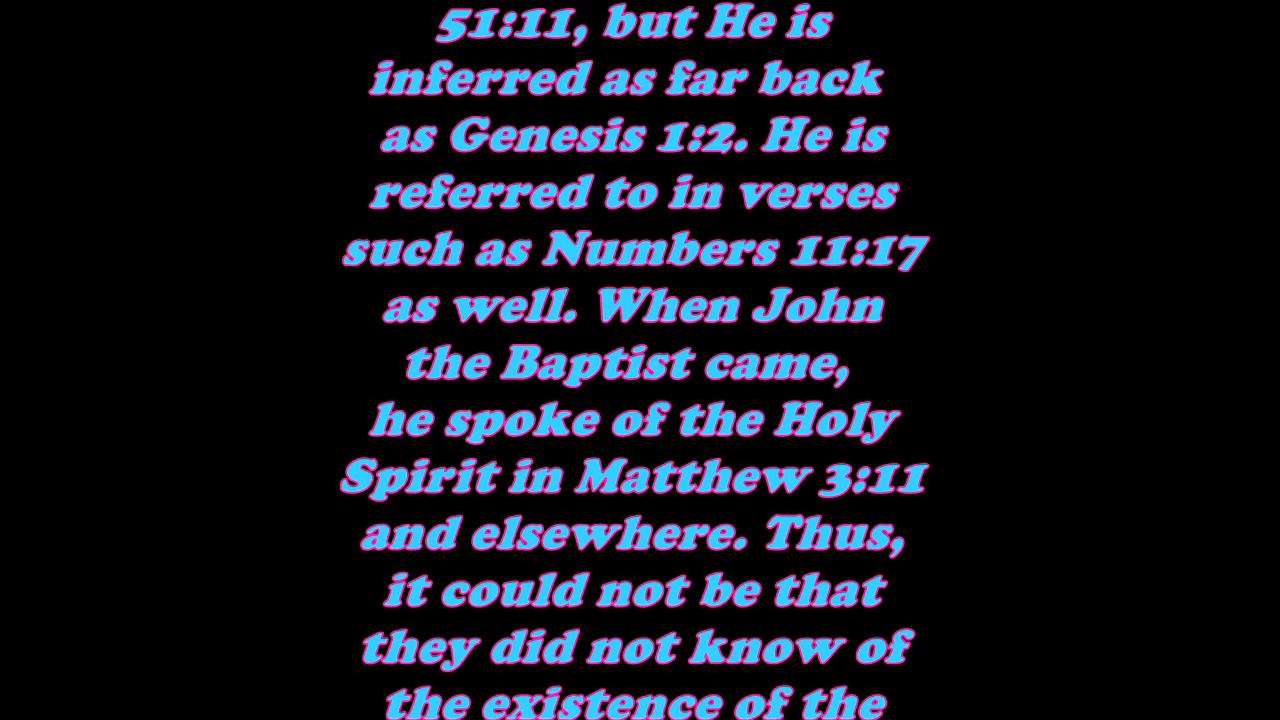 51:11, but He is
inferred as far back
as Genesis 1:2. He is
referred to in verses
such as Numbers 11:17
as well. When John
the Baptist came,
he spoke of the Holy
Spirit in Matthew 3:11
and elsewhere. Thus,
it could not be that
they did not know of
the existence of the